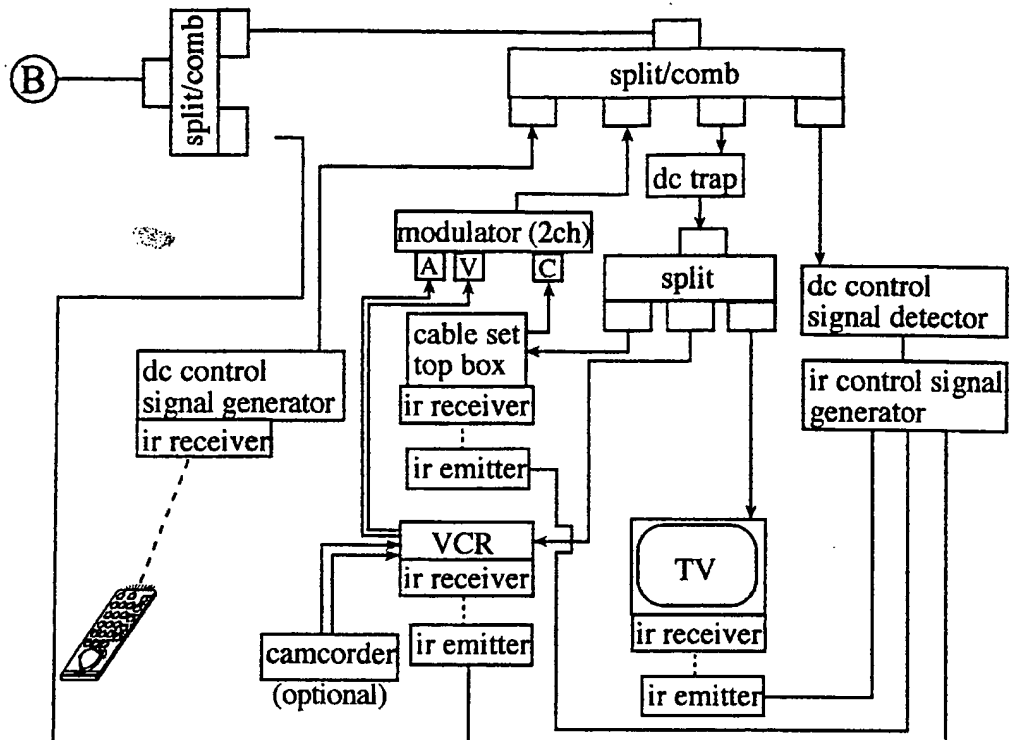 B
split/comb
split/comb
dc trap
modulator (2ch)
A V C
split
dc control
signal detector
cable set
top box
ir receiver
ir emitter
dc control
signal generator
ir receiver
ir control signal
generator
VCR
ir receiver
ir emitter
TV
ir receiver
ir emitter
camcorder
(optional)